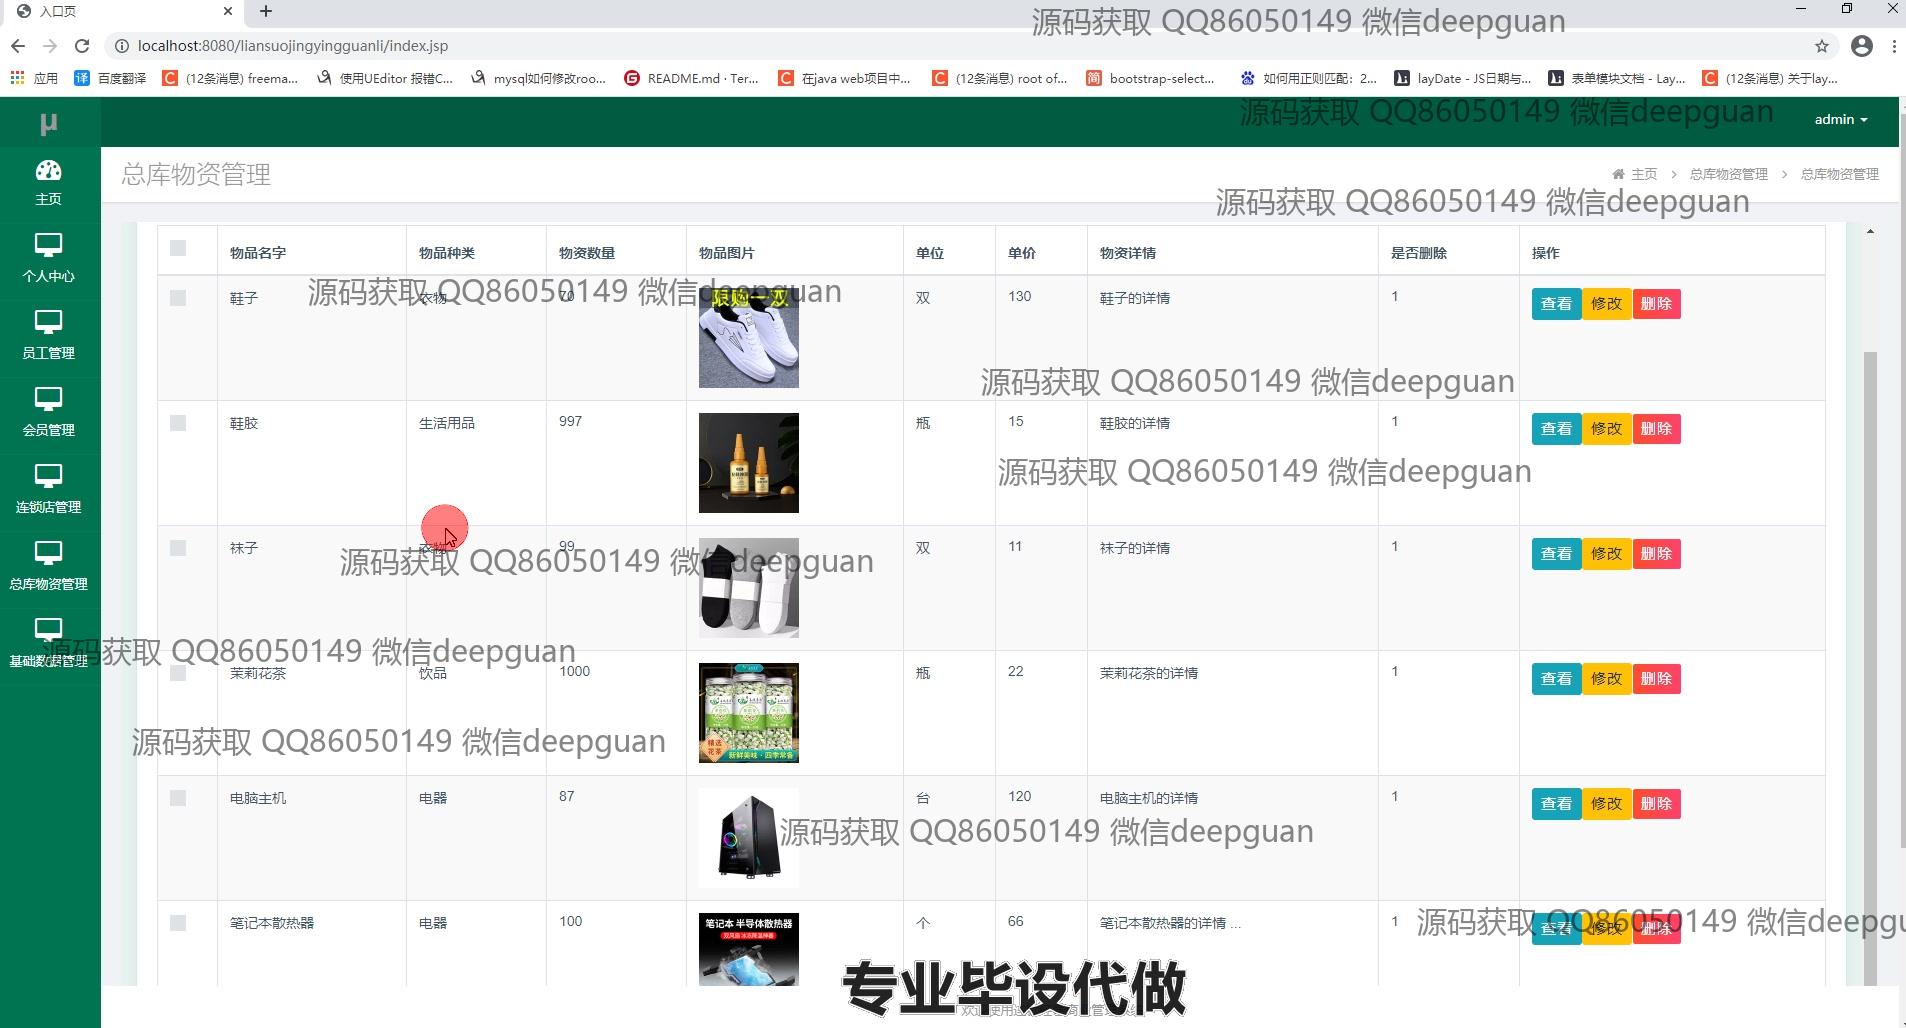 入口页
源码获取 QQ86050149 微信deepguan
localhost:8080/liansuojingyingguanli/index.jsp
应用 百度翻译 (12条消息) freema... 使用UEditor 报错C... mysql如何修改roo... README.md · Ter... 在java web项目中... (12条消息) root of... bootstrap-select... 如何用正则匹配：2... layDate - JS日期与... 表单模块文档 - Lay... (12条消息) 关于lay...
源码获取 QQ86050149 微信deepguan
μ
admin
主页
总库物资管理
主页 > 总库物资管理 > 总库物资管理
源码获取 QQ86050149 微信deepguan
个人中心
员工管理
会员管理
连锁店管理
总库物资管理
基础数据管理
物品名字 物品种类 物资数量 物品图片 单位 单价 物资详情 是否删除 操作
源码获取 QQ86050149 微信deepguan
鞋子 衣物 70 双 130 鞋子的详情 1 查看 修改 删除
限购一双
源码获取 QQ86050149 微信deepguan
鞋胶 生活用品 997 瓶 15 鞋胶的详情 1 查看 修改 删除
源码获取 QQ86050149 微信deepguan
袜子 衣物 99 双 11 袜子的详情 1 查看 修改 删除
源码获取 QQ86050149 微信deepguan
源码获取 QQ86050149 微信deepguan
茉莉花茶 饮品 1000 瓶 22 茉莉花茶的详情 1 查看 修改 删除
精选
花茶
新鲜美味·四季常备
源码获取 QQ86050149 微信deepguan
电脑主机 电器 87 台 120 电脑主机的详情 1 查看 修改 删除
源码获取 QQ86050149 微信deepguan
笔记本散热器 电器 100 个 66 笔记本散热器的详情 ... 1 查看 修改 删除
笔记本 半导体散热器
源码获取 QQ86050149 微信deepgu
专业毕设代做